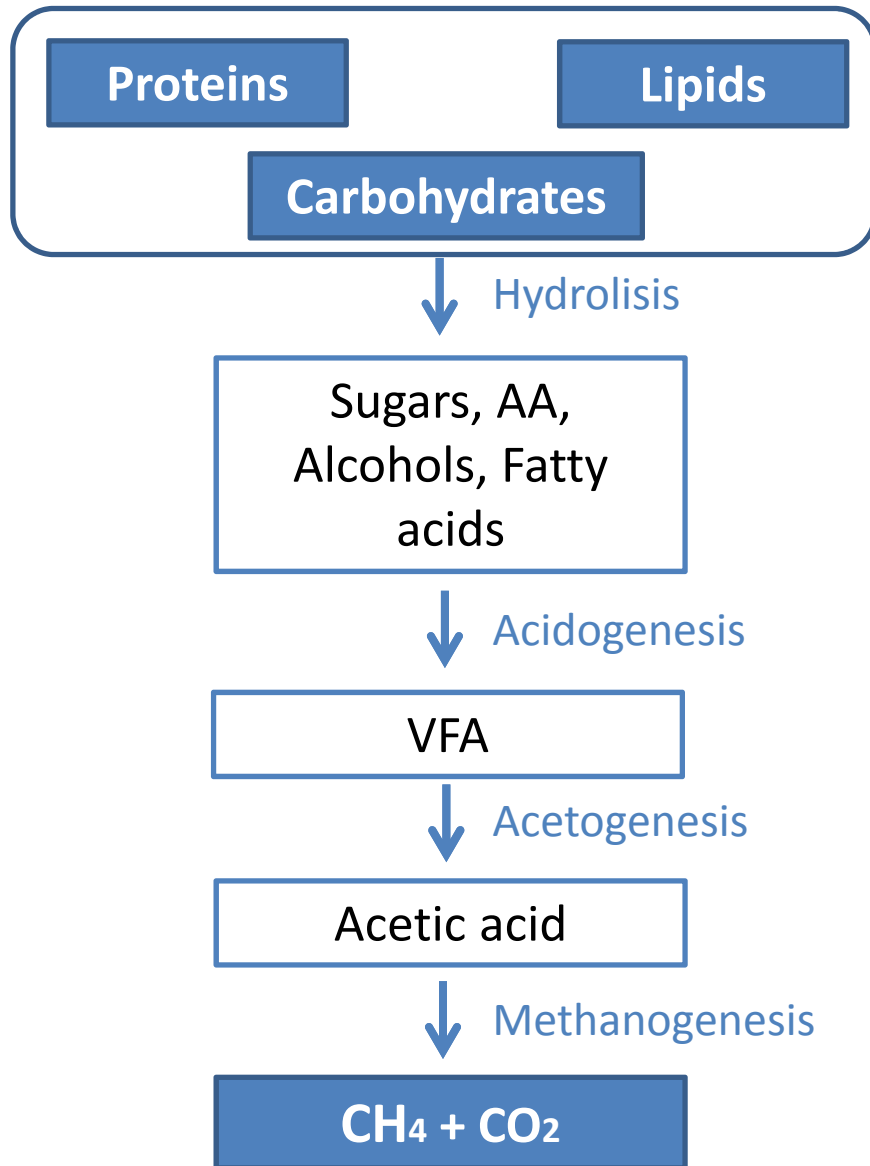 Proteins
Lipids
Carbohydrates
Hydrolisis
Sugars, AA,
Alcohols, Fatty
acids
Acidogenesis
VFA
Acetogenesis
Acetic acid
Methanogenesis
CH4 + CO2